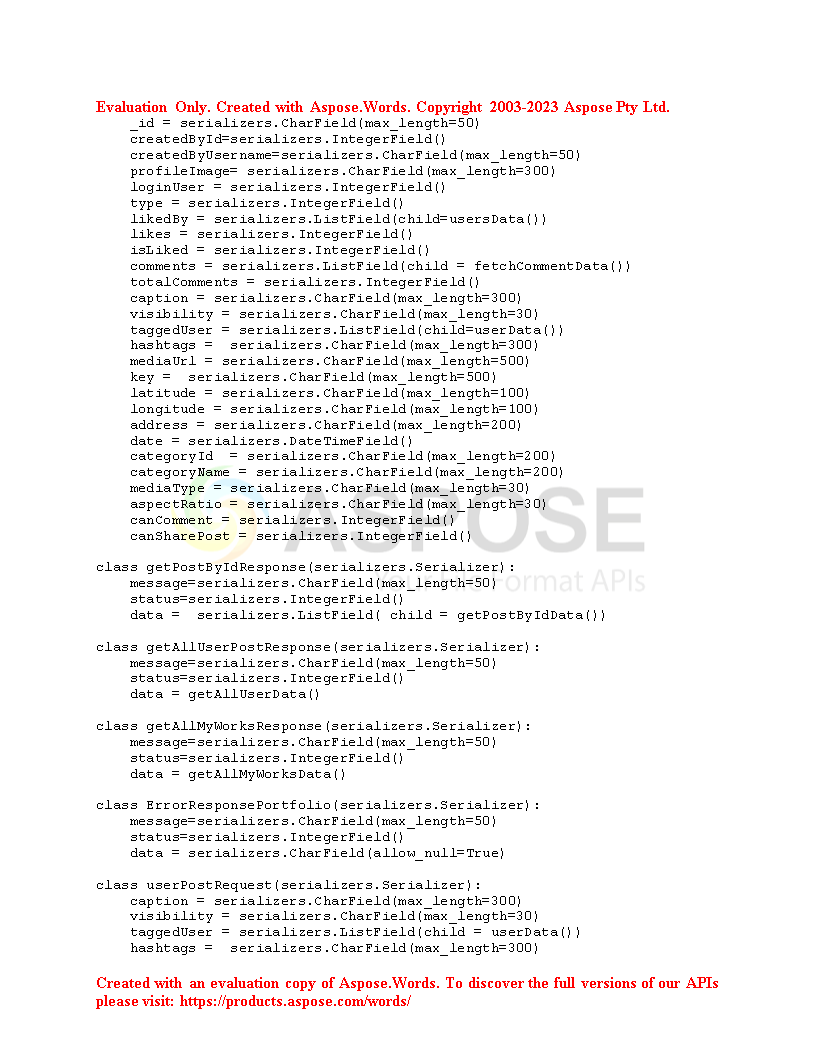 Evaluation Only. Created with Aspose.Words. Copyright 2003-2023 Aspose Pty Ltd.
    _id = serializers.CharField(max_length=50)
    createdById=serializers.IntegerField()
    createdByUsername=serializers.CharField(max_length=50)
    profileImage= serializers.CharField(max_length=300)
    loginUser = serializers.IntegerField()
    type = serializers.IntegerField()
    likedBy = serializers.ListField(child=usersData())
    likes = serializers.IntegerField()
    isLiked = serializers.IntegerField()
    comments = serializers.ListField(child = fetchCommentData())
    totalComments = serializers.IntegerField()
    caption = serializers.CharField(max_length=300)
    visibility = serializers.CharField(max_length=30)
    taggedUser = serializers.ListField(child=userData())
    hashtags =  serializers.CharField(max_length=300)
    mediaUrl = serializers.CharField(max_length=500)
    key =  serializers.CharField(max_length=500)
    latitude = serializers.CharField(max_length=100)
    longitude = serializers.CharField(max_length=100)
    address = serializers.CharField(max_length=200)
    date = serializers.DateTimeField()
    categoryId  = serializers.CharField(max_length=200)
    categoryName = serializers.CharField(max_length=200)
    mediaType = serializers.CharField(max_length=30)
    aspectRatio = serializers.CharField(max_length=30)
    canComment = serializers.IntegerField()
    canSharePost = serializers.IntegerField()
ASPOSE
class getPostByIdResponse(serializers.Serializer):
    message=serializers.CharField(max_length=50)
Format APIs
    status=serializers.IntegerField()
    data =  serializers.ListField( child = getPostByIdData())

class getAllUserPostResponse(serializers.Serializer):
    message=serializers.CharField(max_length=50)
    status=serializers.IntegerField()
    data = getAllUserData()

class getAllMyWorksResponse(serializers.Serializer):
    message=serializers.CharField(max_length=50)
    status=serializers.IntegerField()
    data = getAllMyWorksData()

class ErrorResponsePortfolio(serializers.Serializer):
    message=serializers.CharField(max_length=50)
    status=serializers.IntegerField()
    data = serializers.CharField(allow_null=True)

class userPostRequest(serializers.Serializer):
    caption = serializers.CharField(max_length=300)
    visibility = serializers.CharField(max_length=30)
    taggedUser = serializers.ListField(child = userData())
    hashtags =  serializers.CharField(max_length=300)

Created with an evaluation copy of Aspose.Words. To discover the full versions of our APIs
please visit: https://products.aspose.com/words/